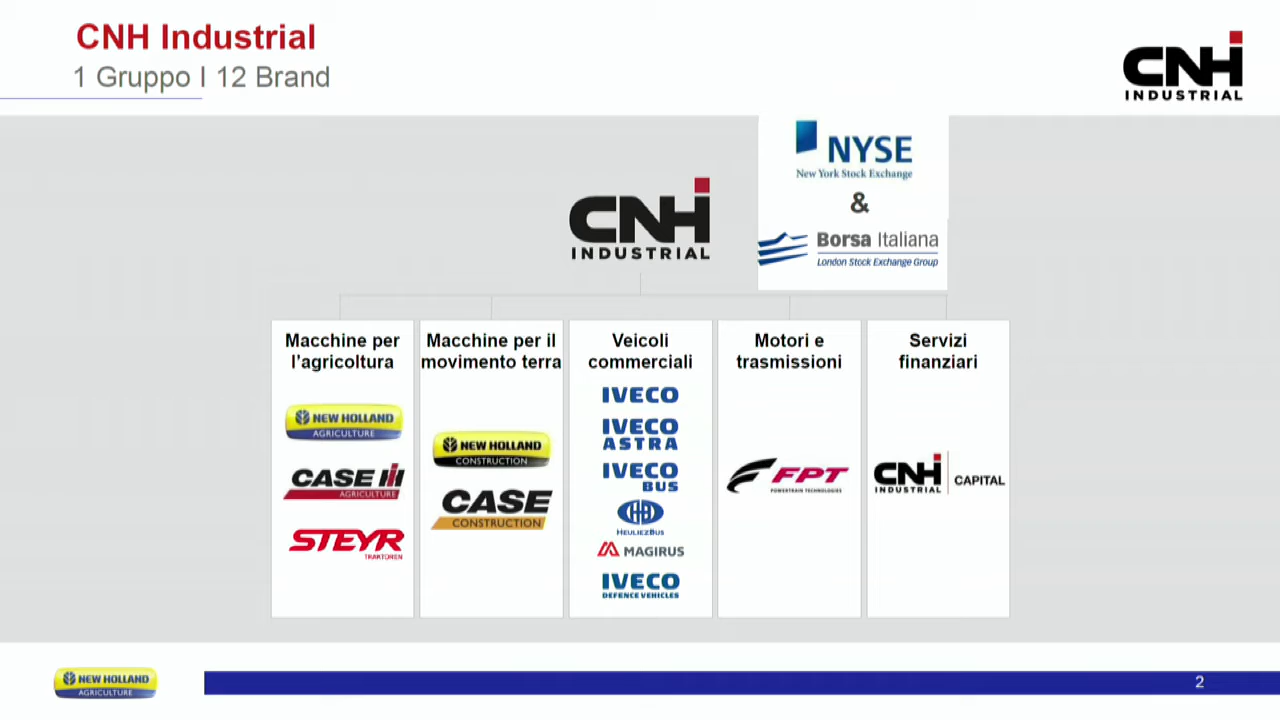 CNH Industrial
1 Gruppo I 12 Brand
CNH
INDUSTRIAL
NYSE
New York Stock Exchange
&
Borsa Italiana
London Stock Exchange Group
CNH
INDUSTRIAL
Macchine per
l'agricoltura
NEW HOLLAND
AGRICULTURE
CASE IH
AGRICULTURE
STEYR
TRAKTOREN
Macchine per il
movimento terra
NEW HOLLAND
CONSTRUCTION
CASE
CONSTRUCTION
Veicoli
commerciali
IVECO
IVECO
ASTRA
IVECO
BUS
HEULIEZBUS
MAGIRUS
IVECO
DEFENCE VEHICLES
Motori e
trasmissioni
FPT
POWERTRAIN TECHNOLOGIES
Servizi
finanziari
CNH
INDUSTRIAL
CAPITAL
NEW HOLLAND
AGRICULTURE
2